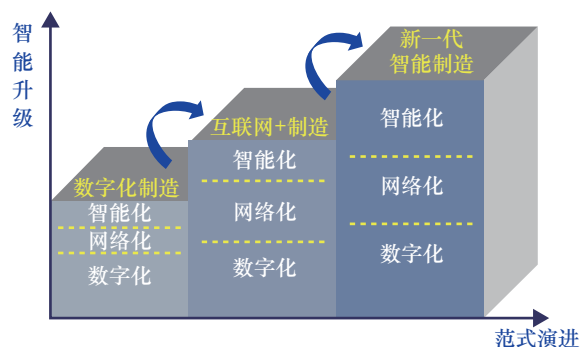 智能升级
新一代
智能制造
智能化
网络化
数字化
互联网+制造
智能化
网络化
数字化
数字化制造
智能化
网络化
数字化
范式演进